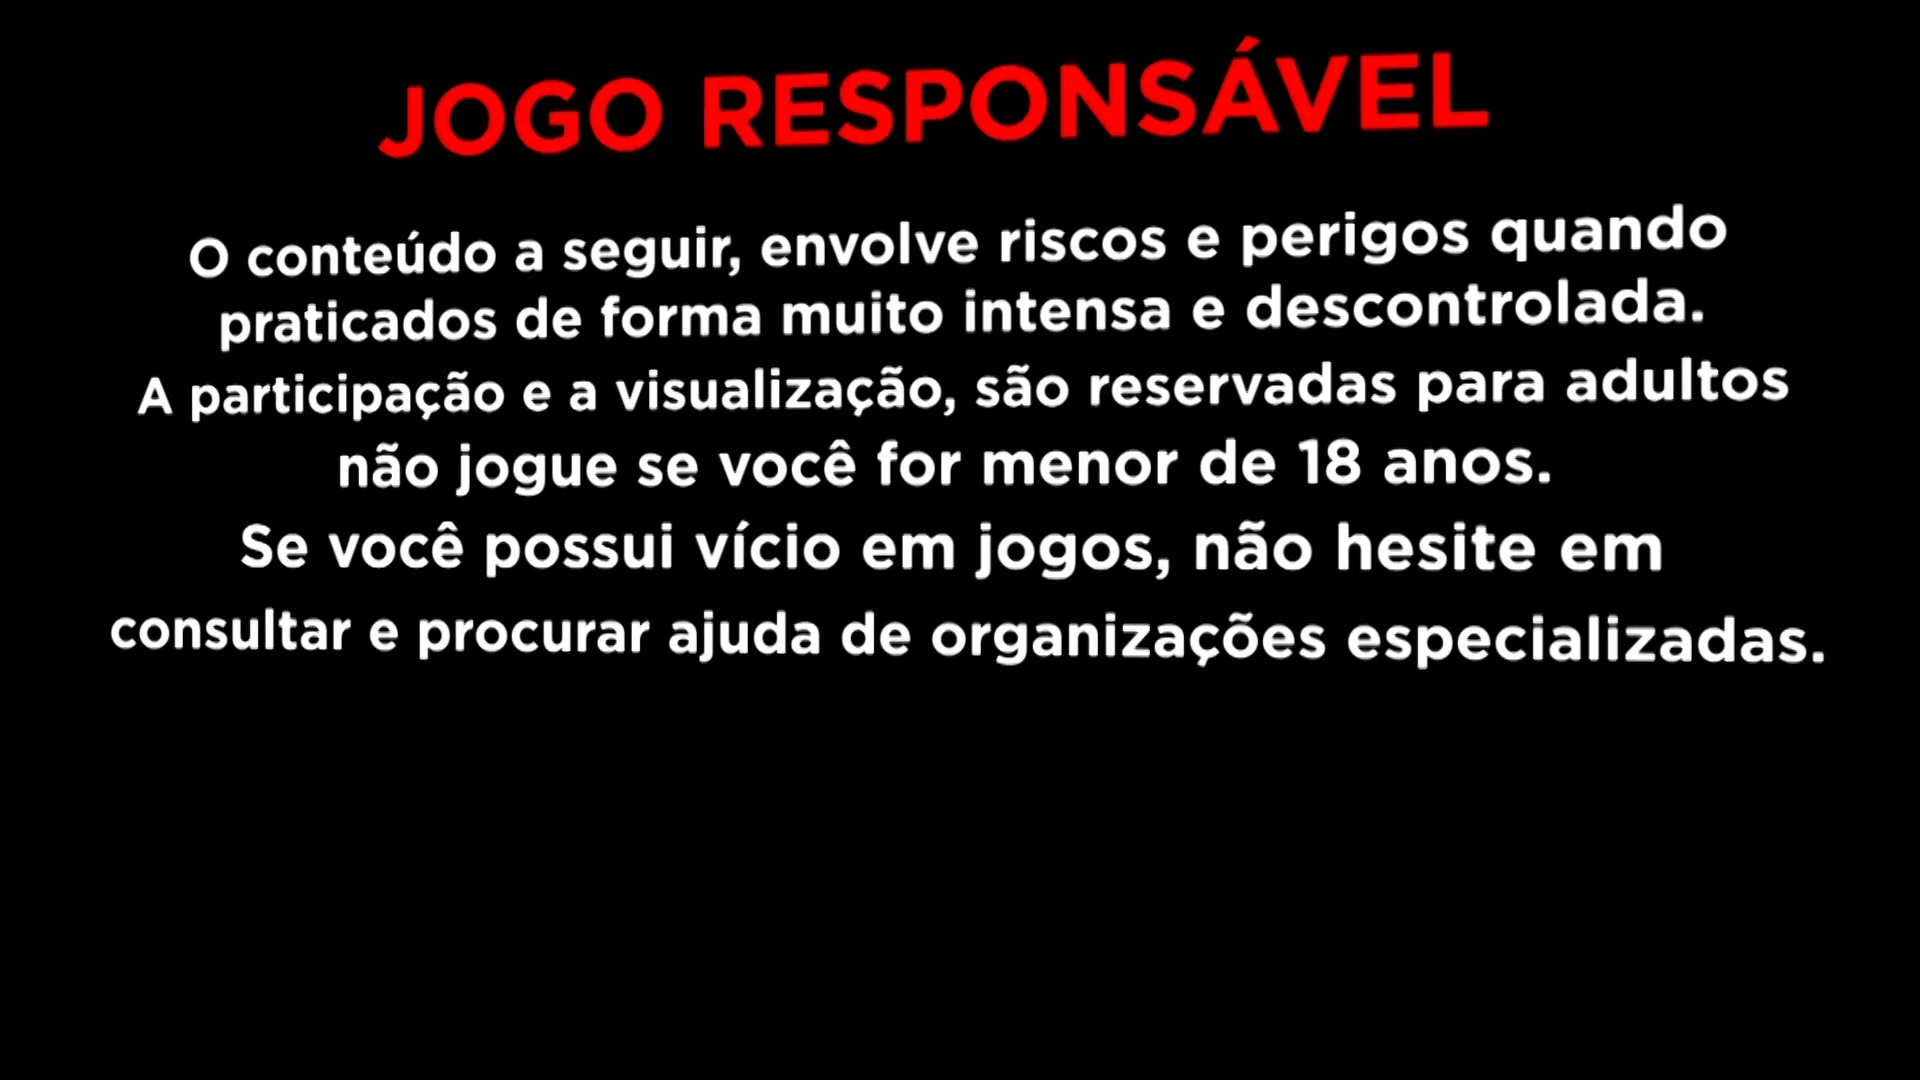 JOGO RESPONSÁVEL
O conteúdo a seguir, envolve riscos e perigos quando
praticados de forma muito intensa e descontrolada.
A participação e a visualização, são reservadas para adultos
não jogue se você for menor de 18 anos.
Se você possui vício em jogos, não hesite em
consultar e procurar ajuda de organizações especializadas.